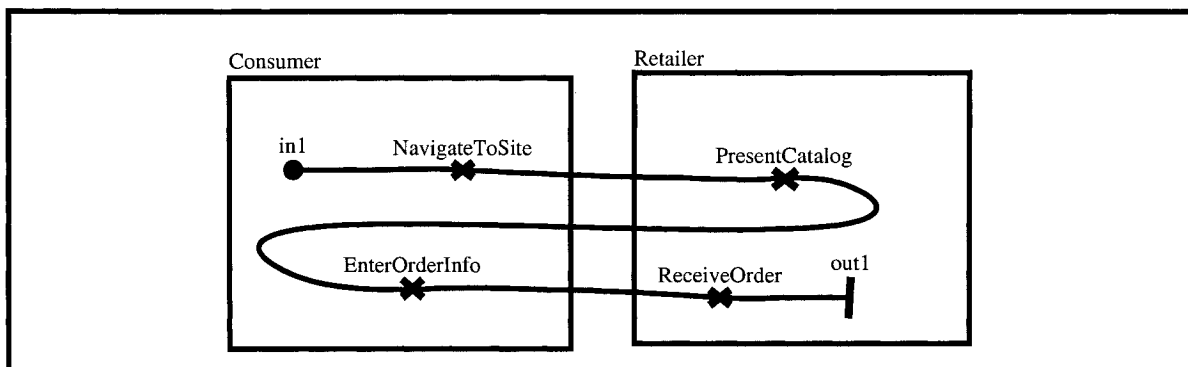 Consumer
Retailer
in1
NavigateToSite
PresentCatalog
EnterOrderInfo
ReceiveOrder
out1